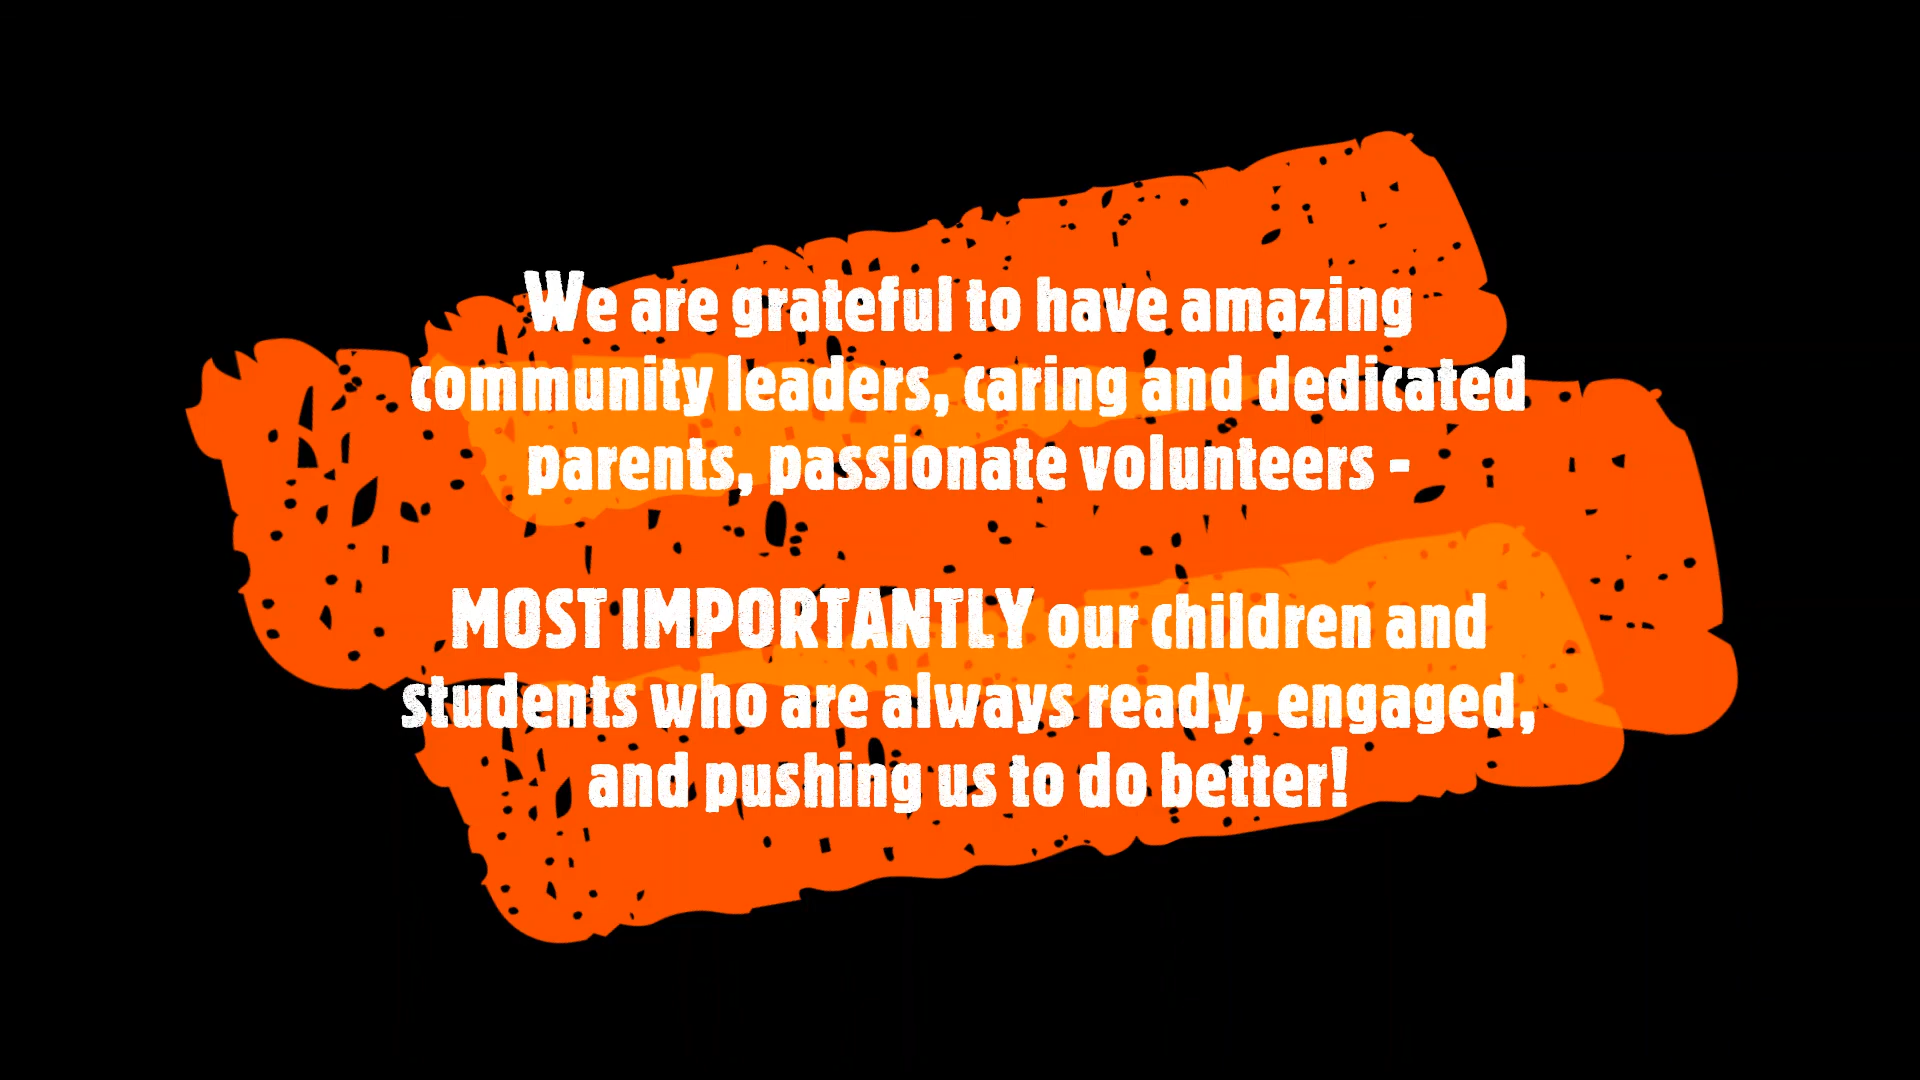 We are grateful to have amazing
community leaders, caring and dedicated
parents, passionate volunteers -
MOST IMPORTANTLY our children and
students who are always ready, engaged,
and pushing us to do better!